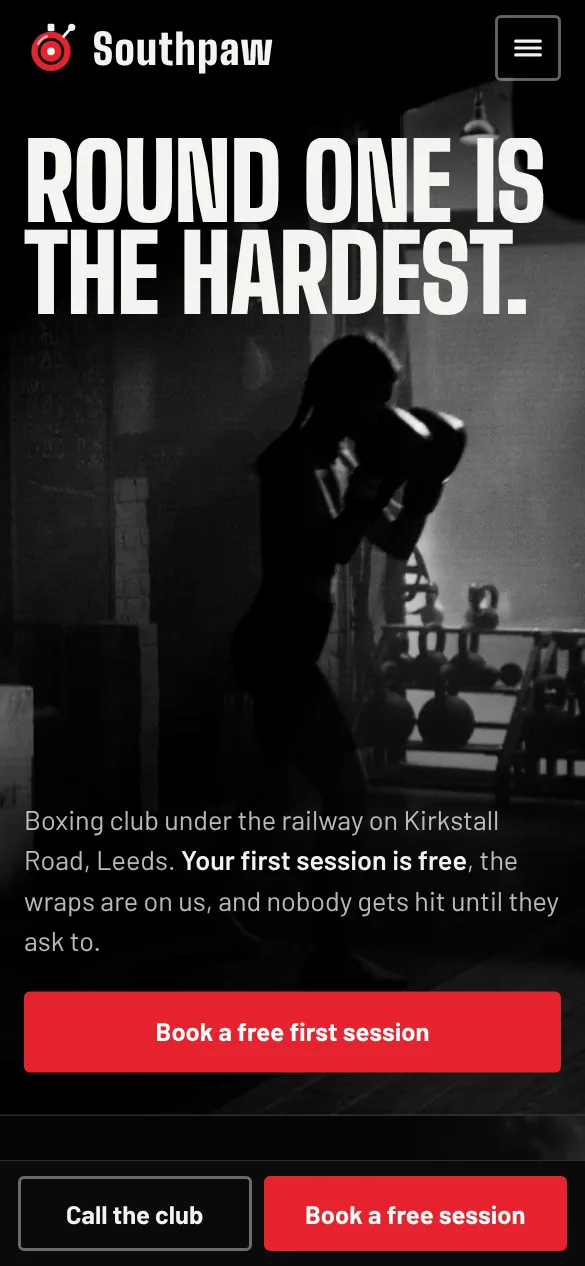 Southpaw
ROUND ONE IS
THE HARDEST.
Boxing club under the railway on Kirkstall
Road, Leeds. Your first session is free, the
wraps are on us, and nobody gets hit until they
ask to.
Book a free first session
Call the club
Book a free session